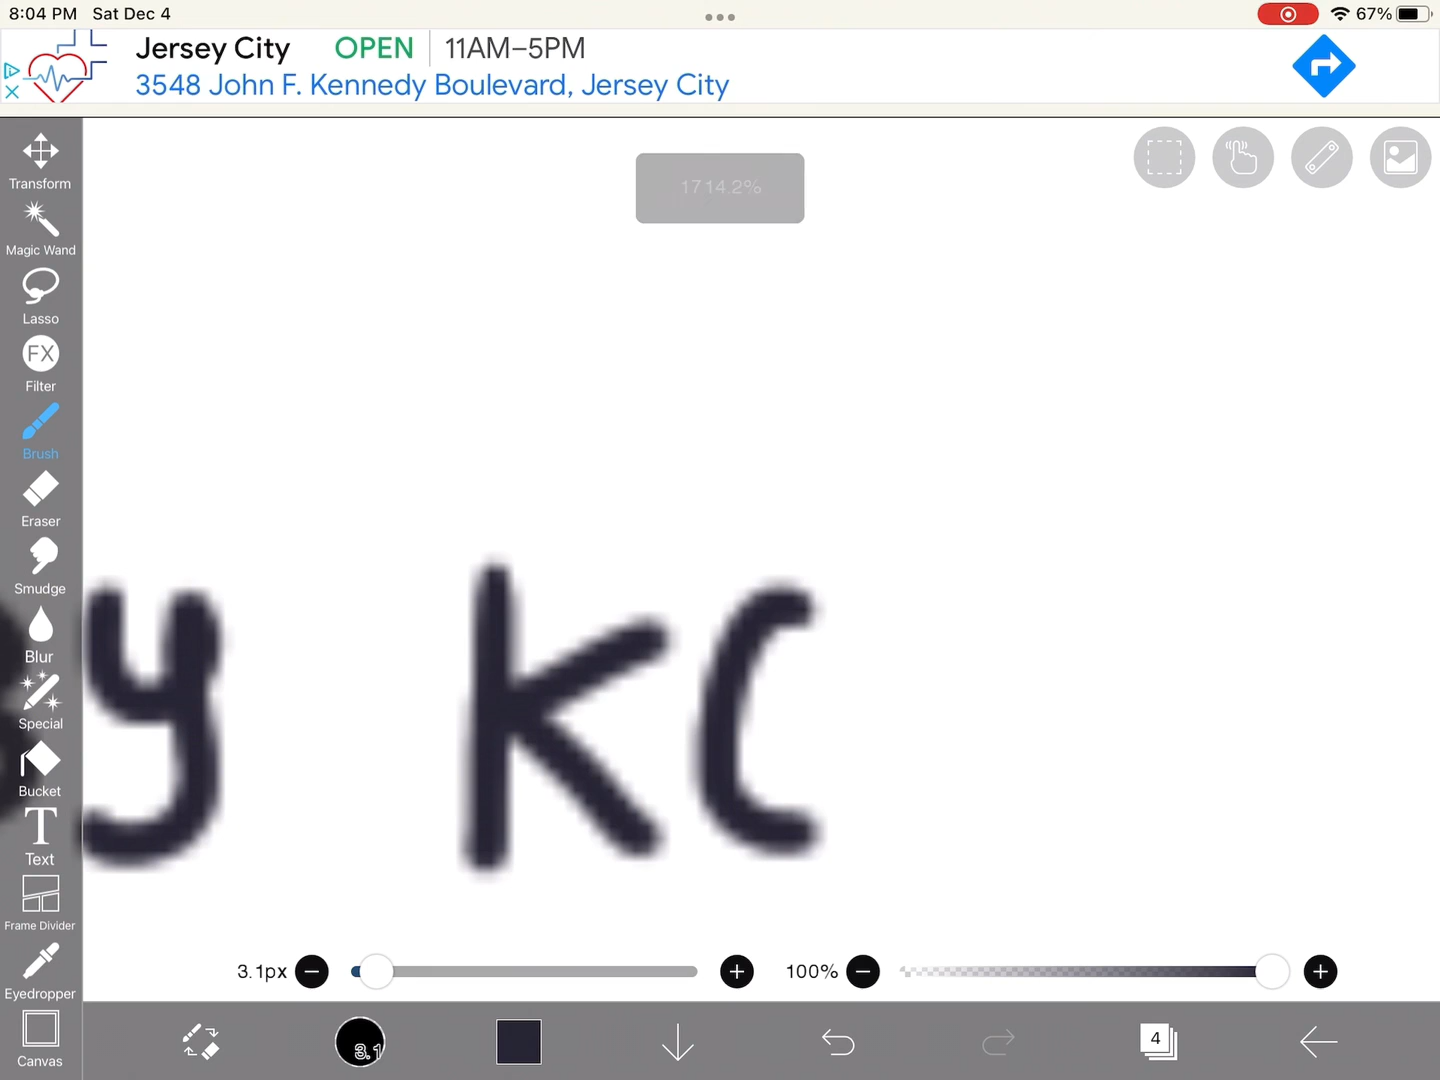 8:04 PM Sat Dec 4 67%
Jersey City OPEN 11AM–5PM
3548 John F. Kennedy Boulevard, Jersey City
1714.2%
Transform
Magic Wand
Lasso
FX
Filter
Brush
Eraser
Smudge
Blur
Special
Bucket
T
Text
Frame Divider
Eyedropper
Canvas
y KC
3.1px 100%
3.1 4